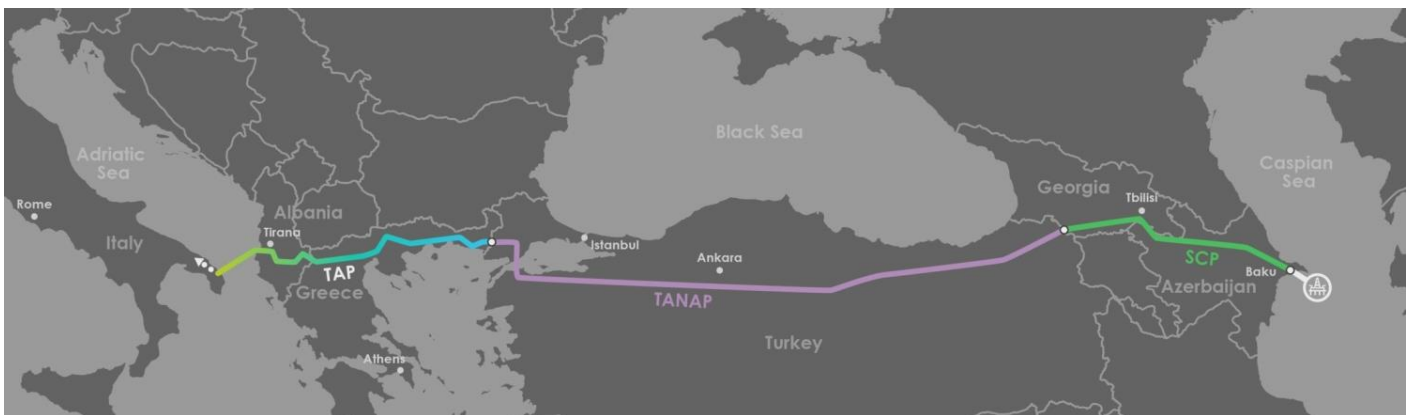 Black Sea
Adriatic
Sea
Caspian
Sea
Georgia
Tbilisi
Rome
Albania
Tirana
Italy
Istanbul
Ankara
TAP
SCP
Baku
Azerbaijan
Greece
TANAP
Turkey
Athens